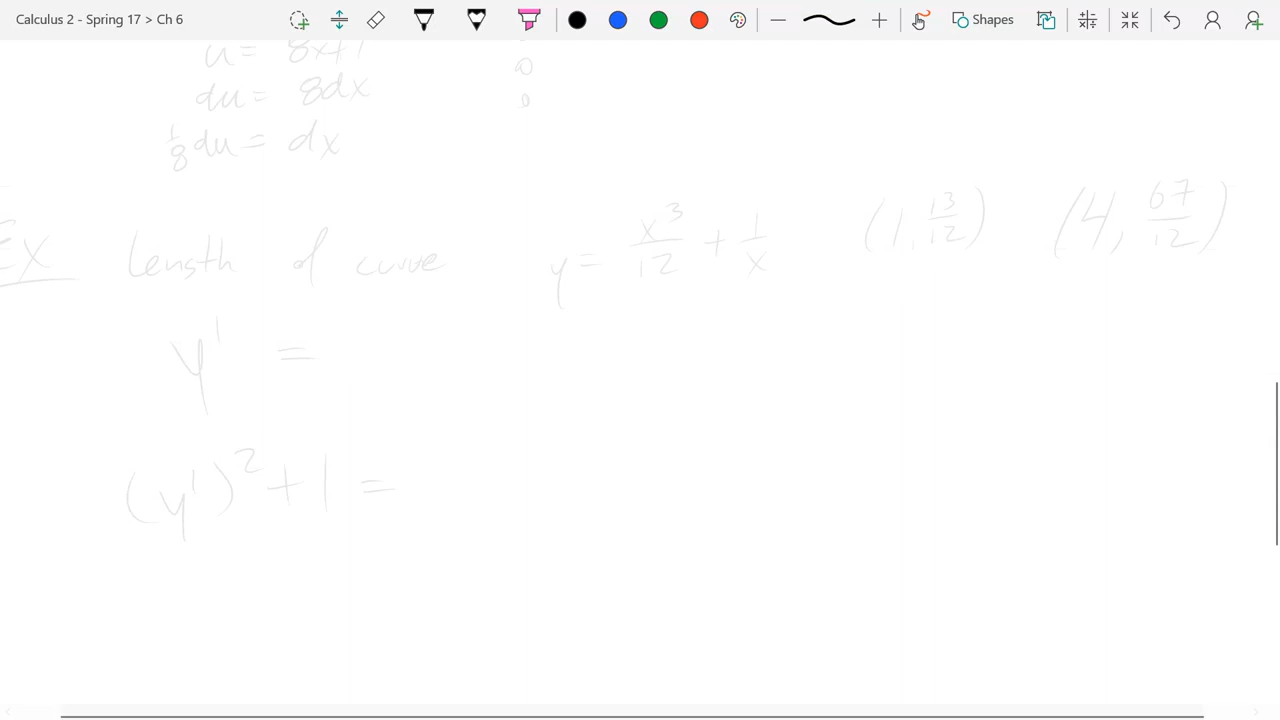 Calculus 2 - Spring 17 > Ch 6
Shapes
u = 8x+1
du = 8dx
1/8 du = dx
Ex Length of curve y = x³/12 + 1/x (1, 13/12) (4, 67/12)
y' =
(y')² + 1 =